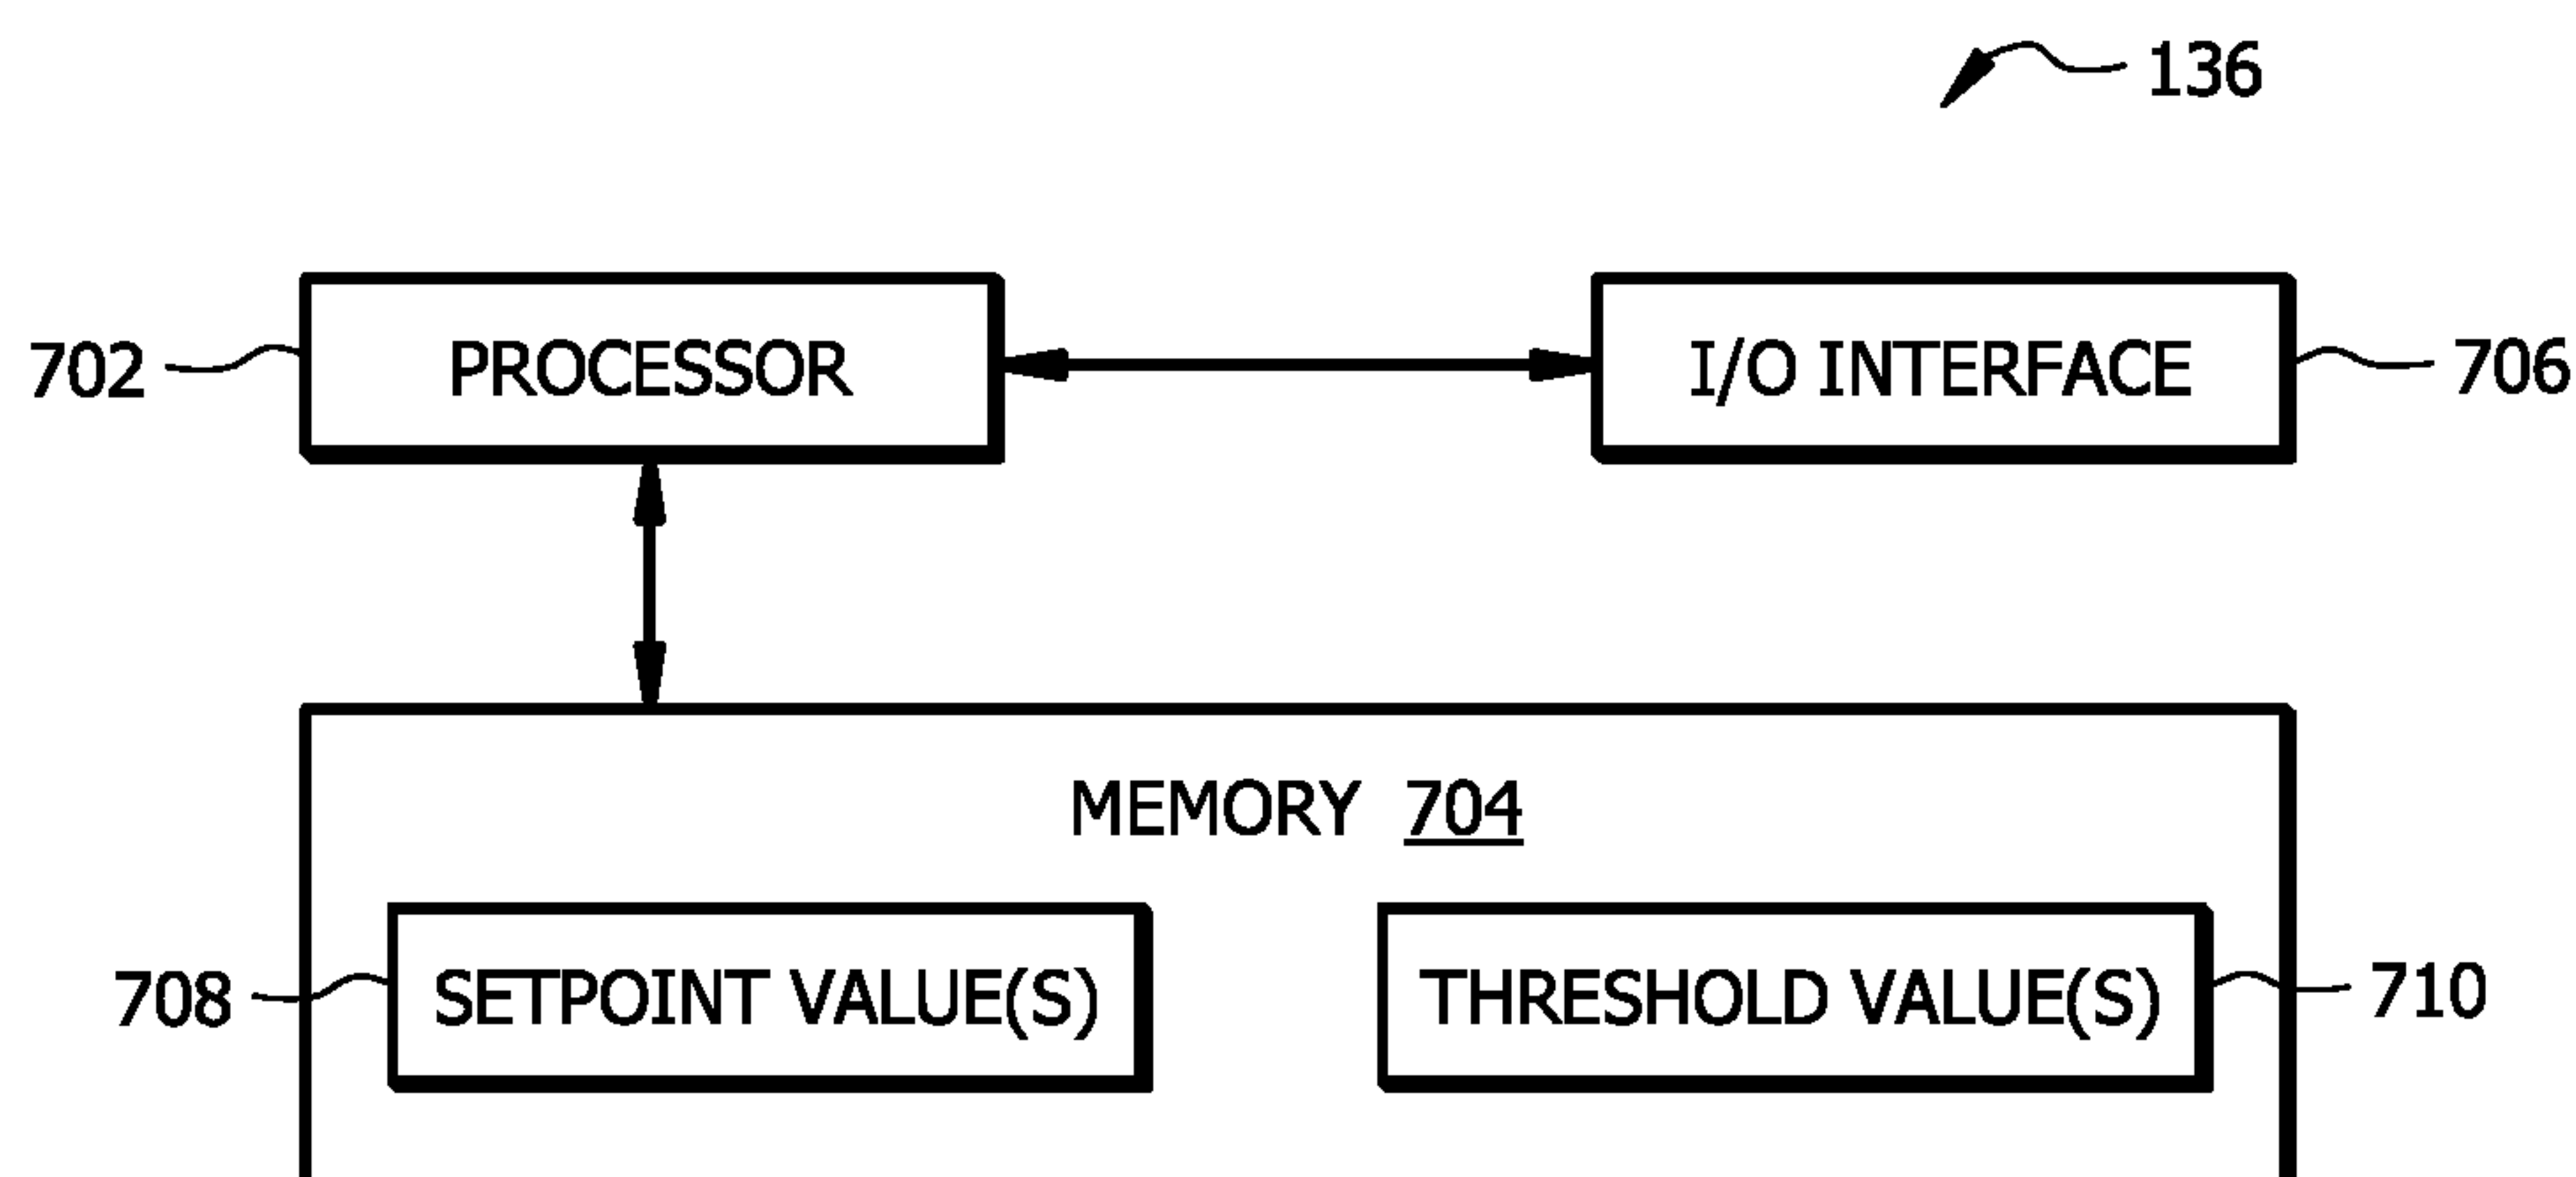 136
702 PROCESSOR I/O INTERFACE 706
MEMORY 704
708 SETPOINT VALUE(S) THRESHOLD VALUE(S) 710